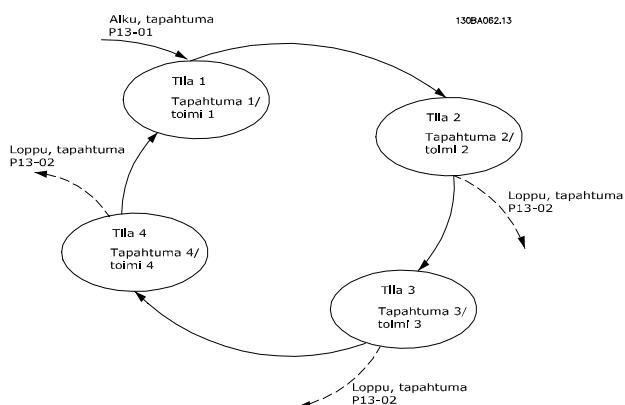 Alku, tapahtuma
P13-01
130BA062.13
Tila 1
Tapahtuma 1/
toimi 1
Tila 2
Tapahtuma 2/
toimi 2
Loppu, tapahtuma
P13-02
Loppu, tapahtuma
P13-02
Tila 4
Tapahtuma 4/
toimi 4
Tila 3
Tapahtuma 3/
toimi 3
Loppu, tapahtuma
P13-02